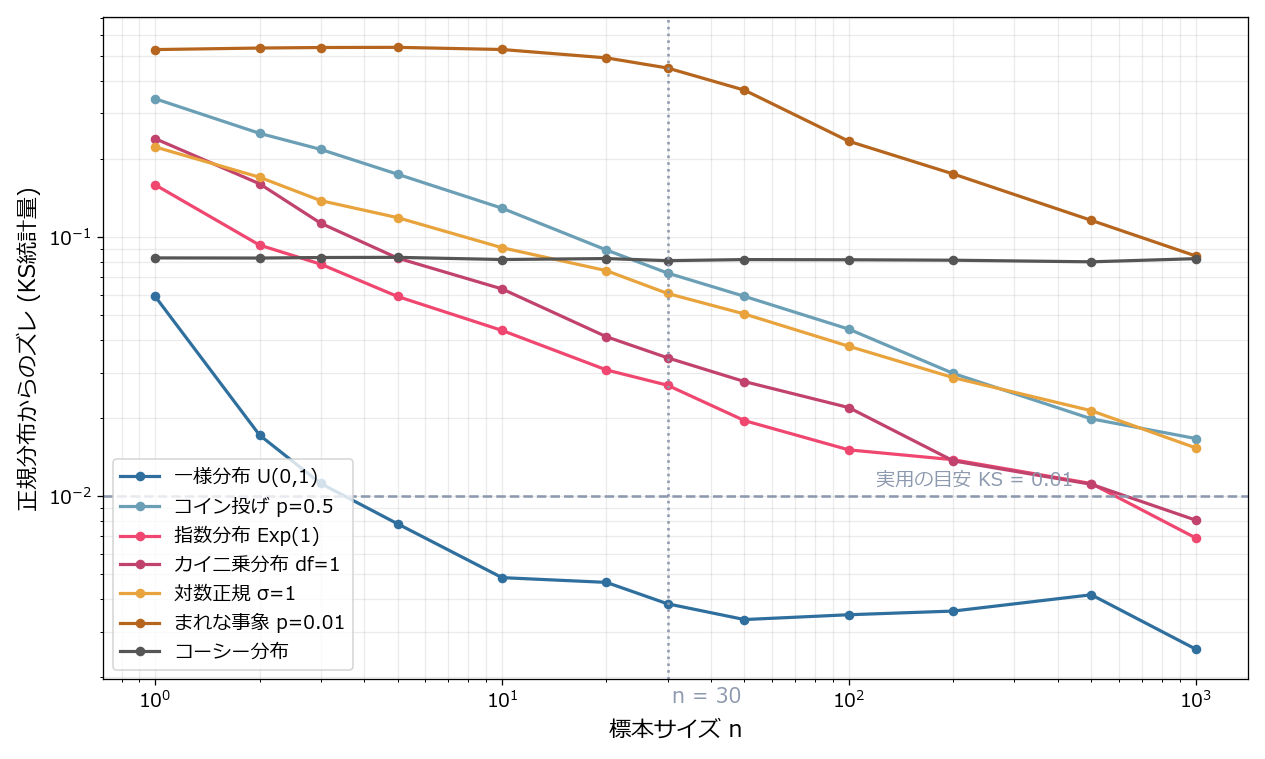 正規分布からのズレ (KS統計量)
10⁻¹
10⁻²
実用の目安 KS = 0.01
一様分布 U(0,1)
コイン投げ p=0.5
指数分布 Exp(1)
カイ二乗分布 df=1
対数正規 σ=1
まれな事象 p=0.01
コーシー分布
n = 30
10⁰
10¹
10²
10³
標本サイズ n